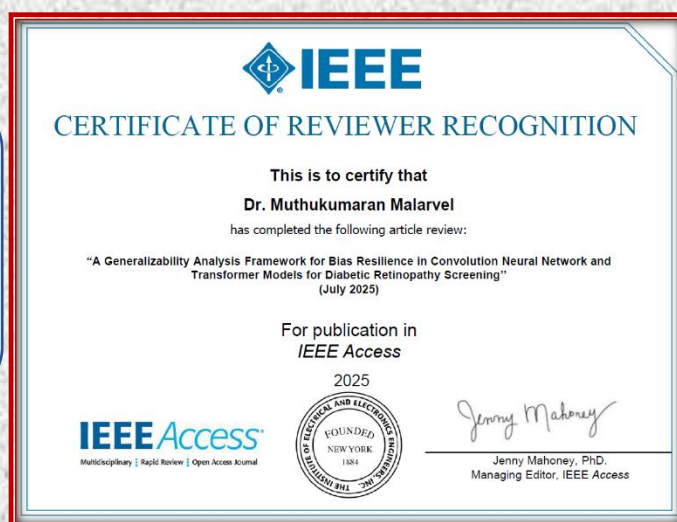 IEEE
CERTIFICATE OF REVIEWER RECOGNITION
This is to certify that
Dr. Muthukumaran Malarvel
has completed the following article review:
“A Generalizability Analysis Framework for Bias Resilience in Convolution Neural Network and
Transformer Models for Diabetic Retinopathy Screening’’
(July 2025)
For publication in
IEEE Access
2025
IEEE Access
Multidisciplinary ⋮ Rapid Review ⋮ Open Access Journal
THE INSTITUTE OF ELECTRICAL AND ELECTRONICS ENGINEERS, INC.
FOUNDED
NEW YORK
1884
Jenny Mahoney
Jenny Mahoney, PhD.
Managing Editor, IEEE Access